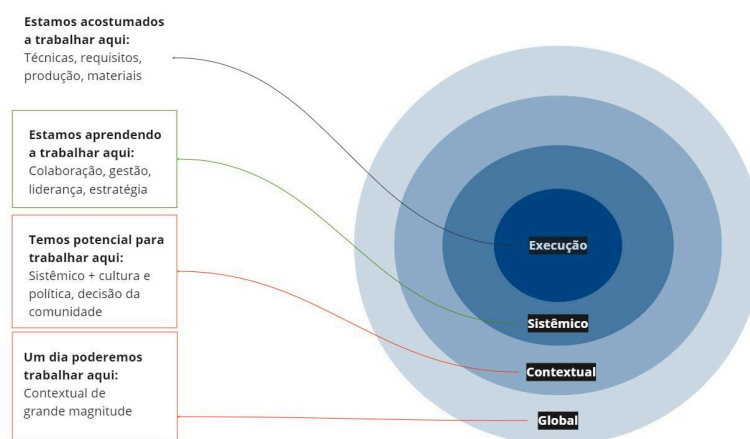 Estamos acostumados
a trabalhar aqui:
Técnicas, requisitos,
produção, materiais
Estamos aprendendo
a trabalhar aqui:
Colaboração, gestão,
liderança, estratégia
Temos potencial para
trabalhar aqui:
Sistêmico + cultura e
política, decisão da
comunidade
Um dia poderemos
trabalhar aqui:
Contextual de
grande magnitude
Execução
Sistêmico
Contextual
Global